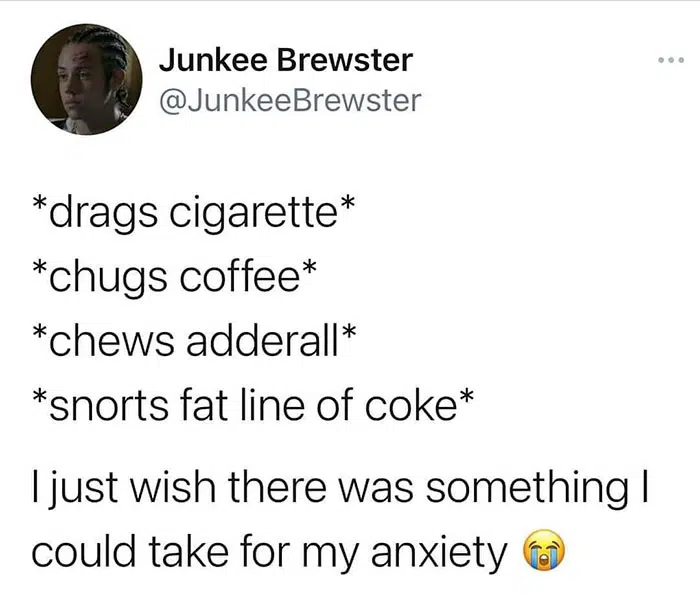 Junkee Brewster
@JunkeeBrewster
*drags cigarette*
*chugs coffee*
*chews adderall*
*snorts fat line of coke*
I just wish there was something I
could take for my anxiety 😭